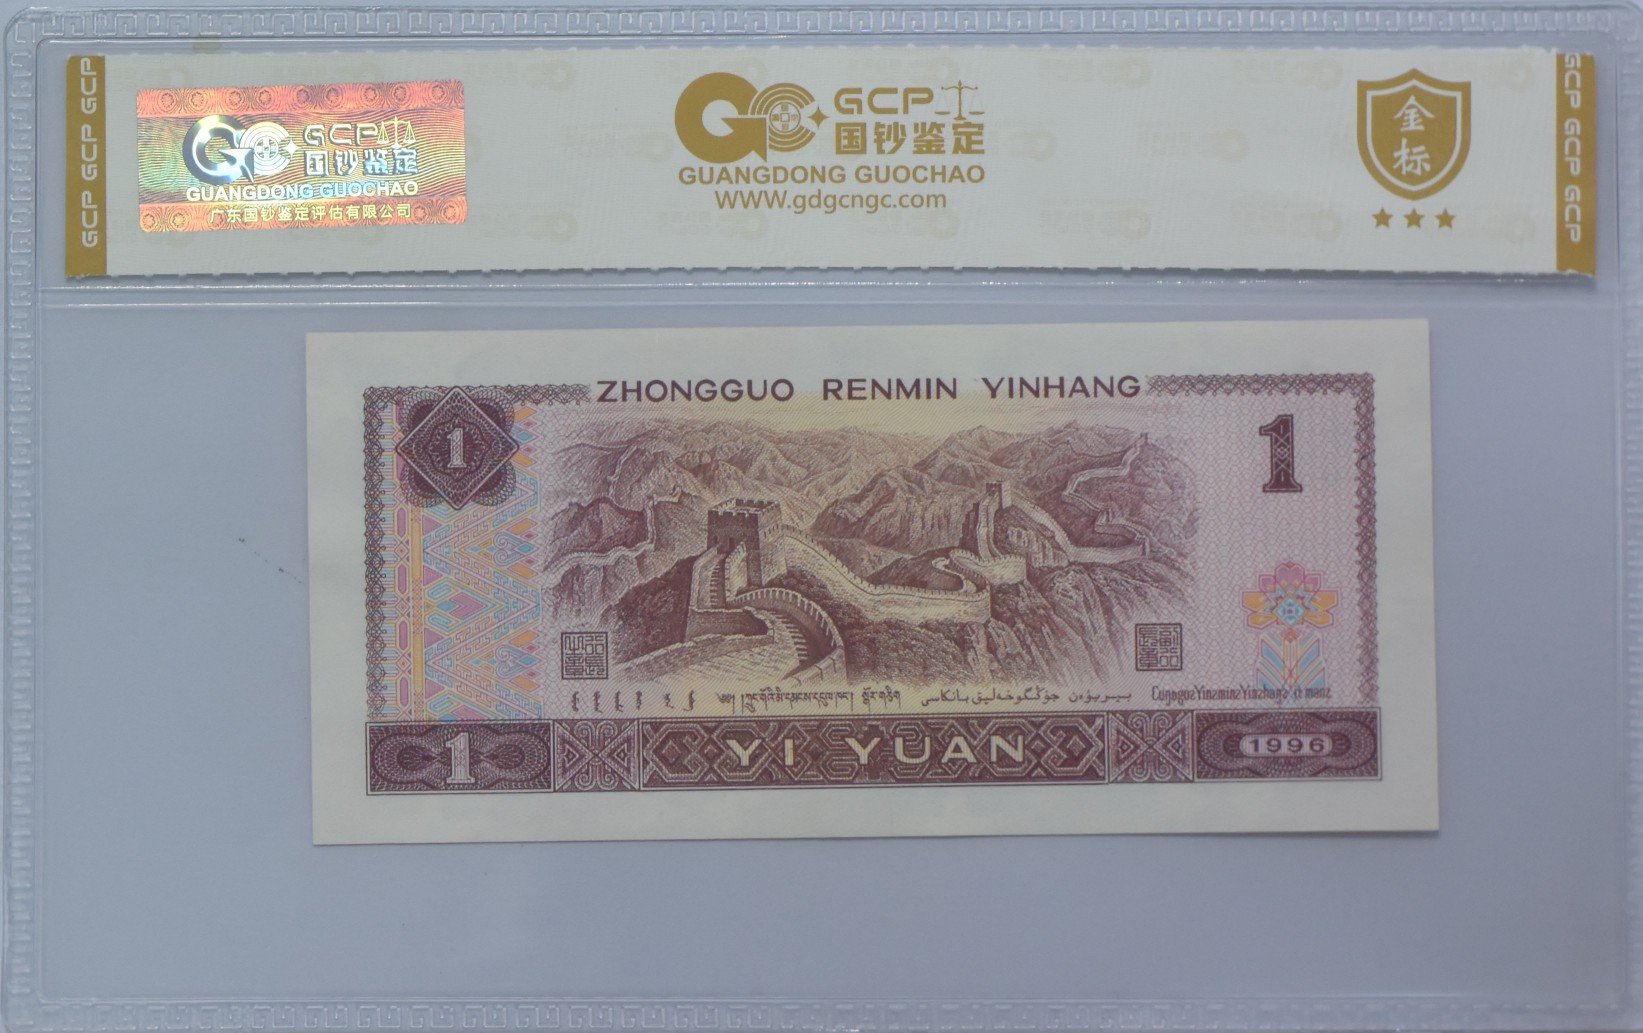 GCP GCP GCP
GCP
国钞鉴定
GUANGDONG GUOCHAO
广东国钞鉴定评估有限公司
GCP
国钞鉴定
GUANGDONG GUOCHAO
www.gdgcngc.com
金
标
GCP GCP GCP
ZHONGGUO RENMIN YINHANG
1
1
YI YUAN
1
1996